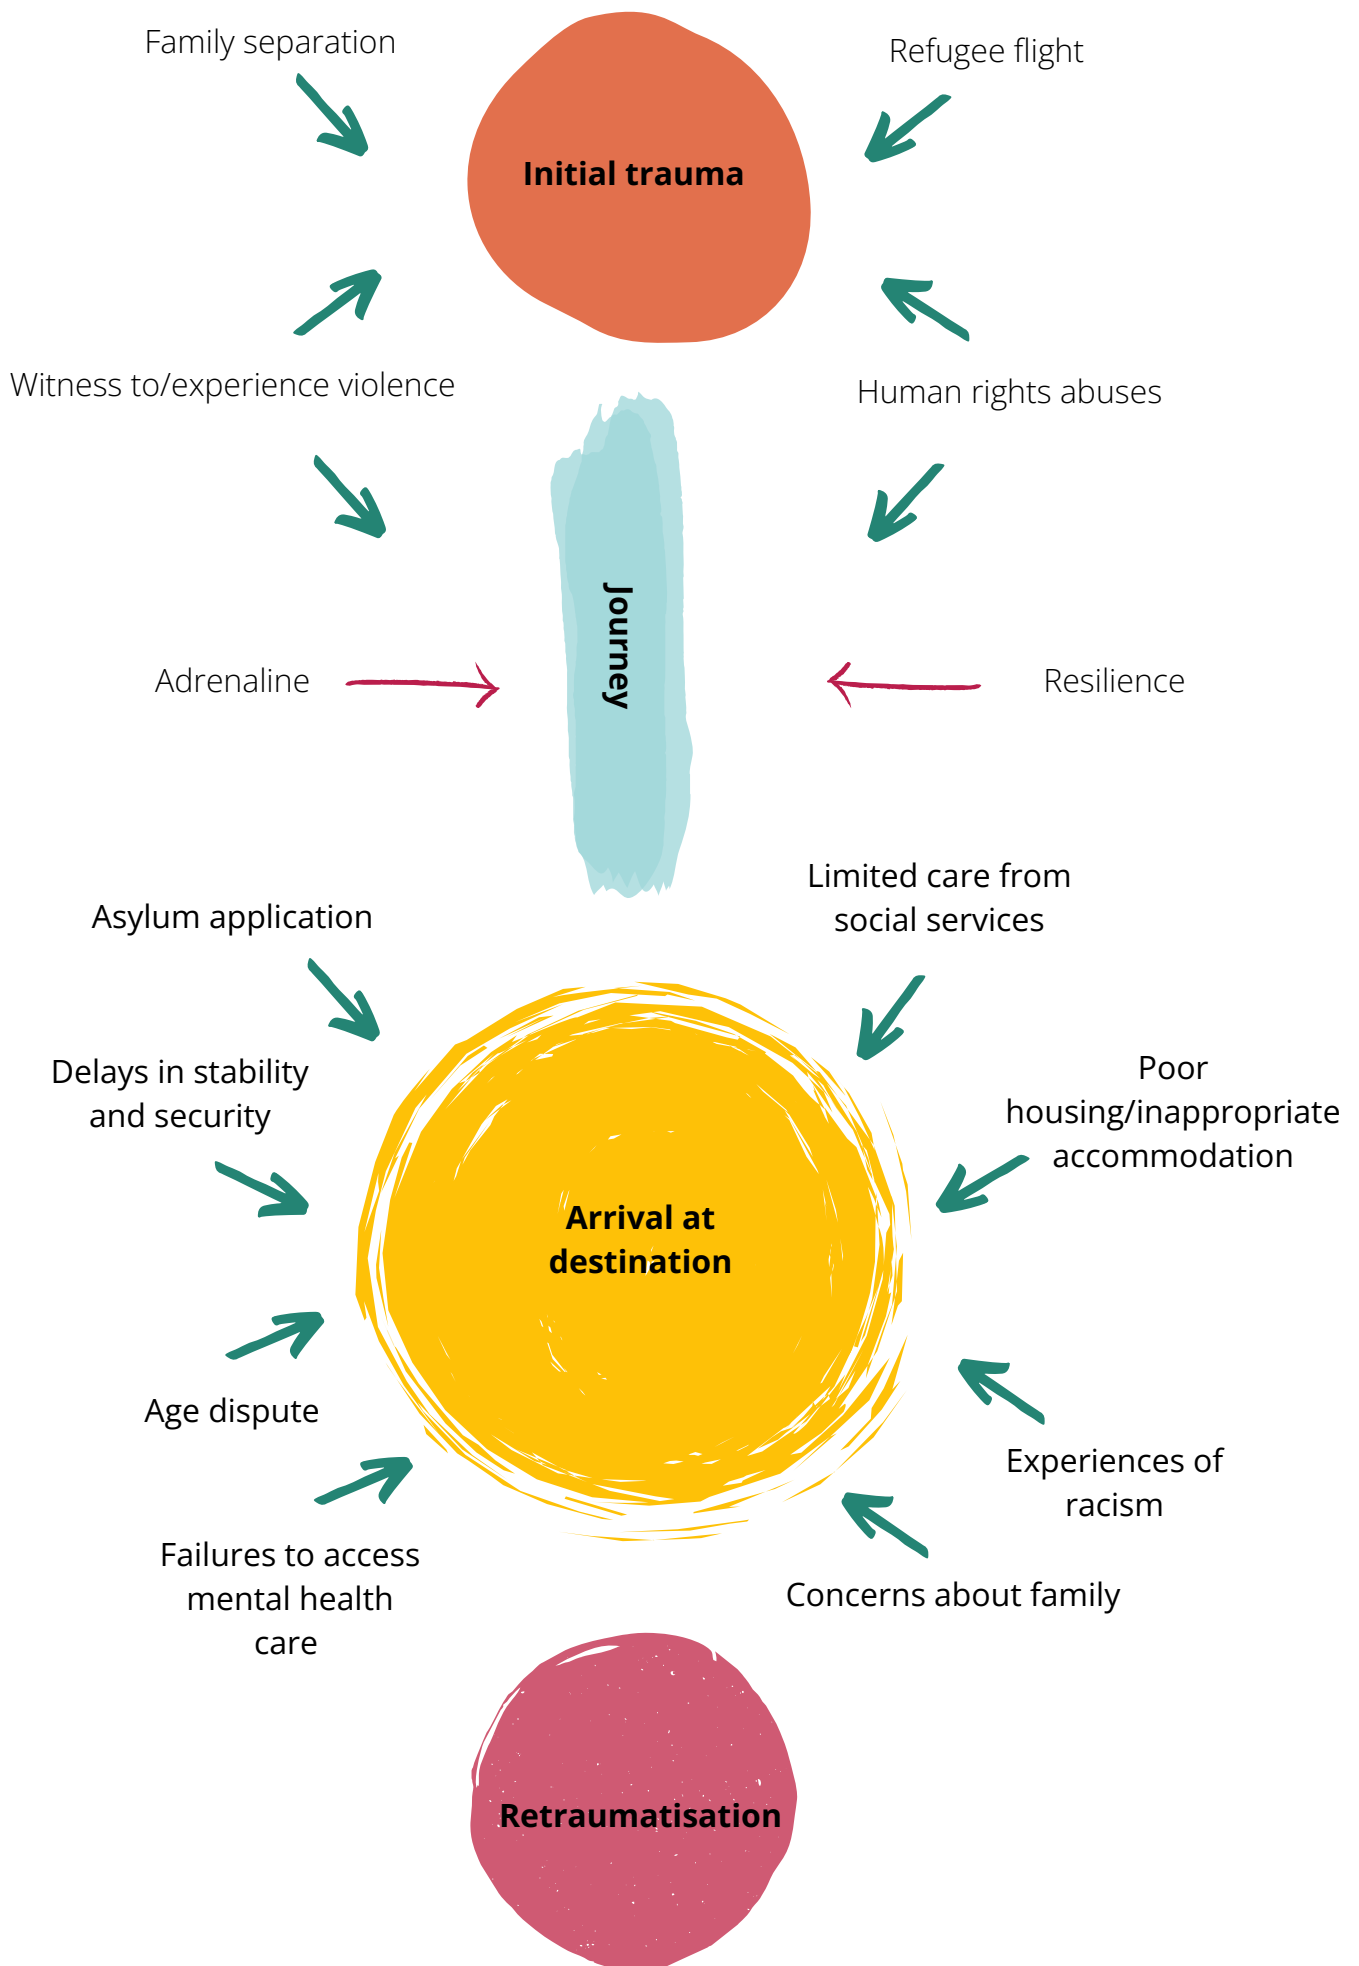 Family separation
Refugee flight
Initial trauma
Witness to/experience violence
Human rights abuses
Journey
Adrenaline
Resilience
Limited care from
social services
Asylum application
Delays in stability
and security
Poor
housing/inappropriate
accommodation
Arrival at
destination
Age dispute
Experiences of
racism
Failures to access
mental health
care
Concerns about family
Retraumatisation